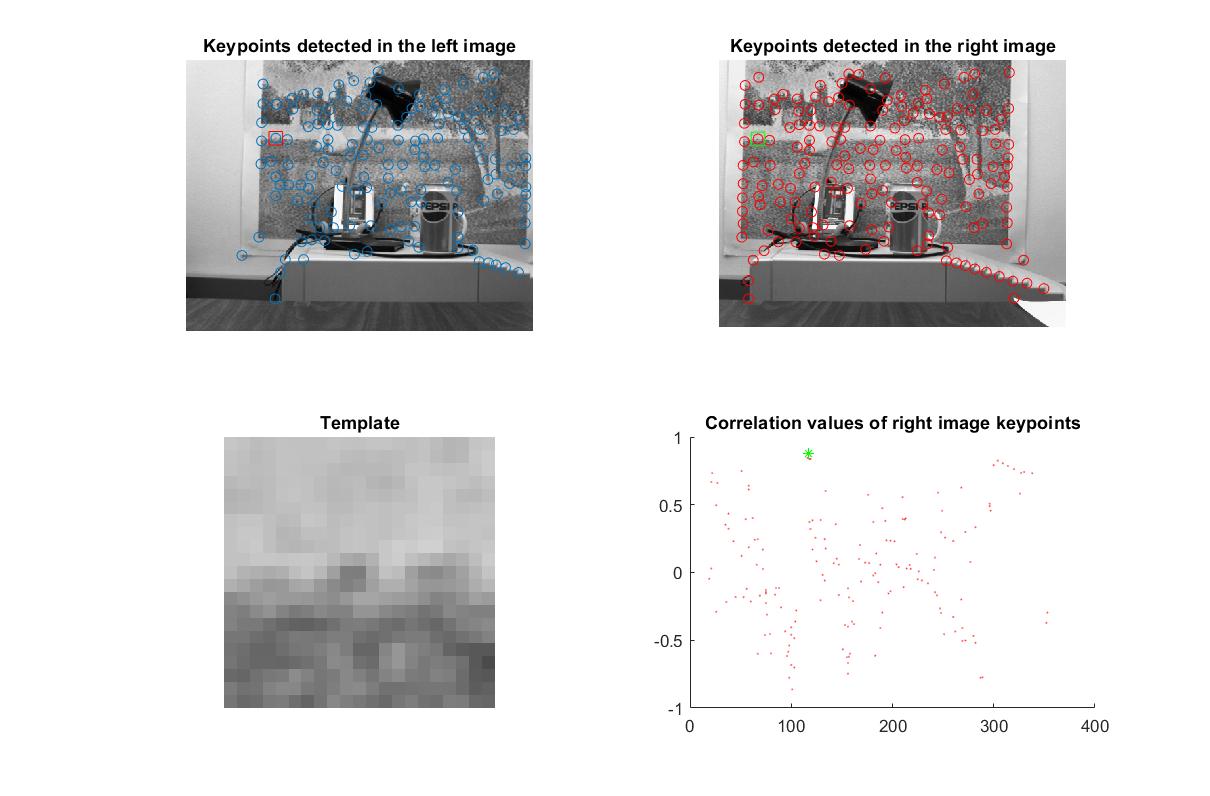 Keypoints detected in the left image
Keypoints detected in the right image
PEPSI P
PEPSI P
Template
Correlation values of right image keypoints
1
0.5
0
-0.5
-1
0
100
200
300
400